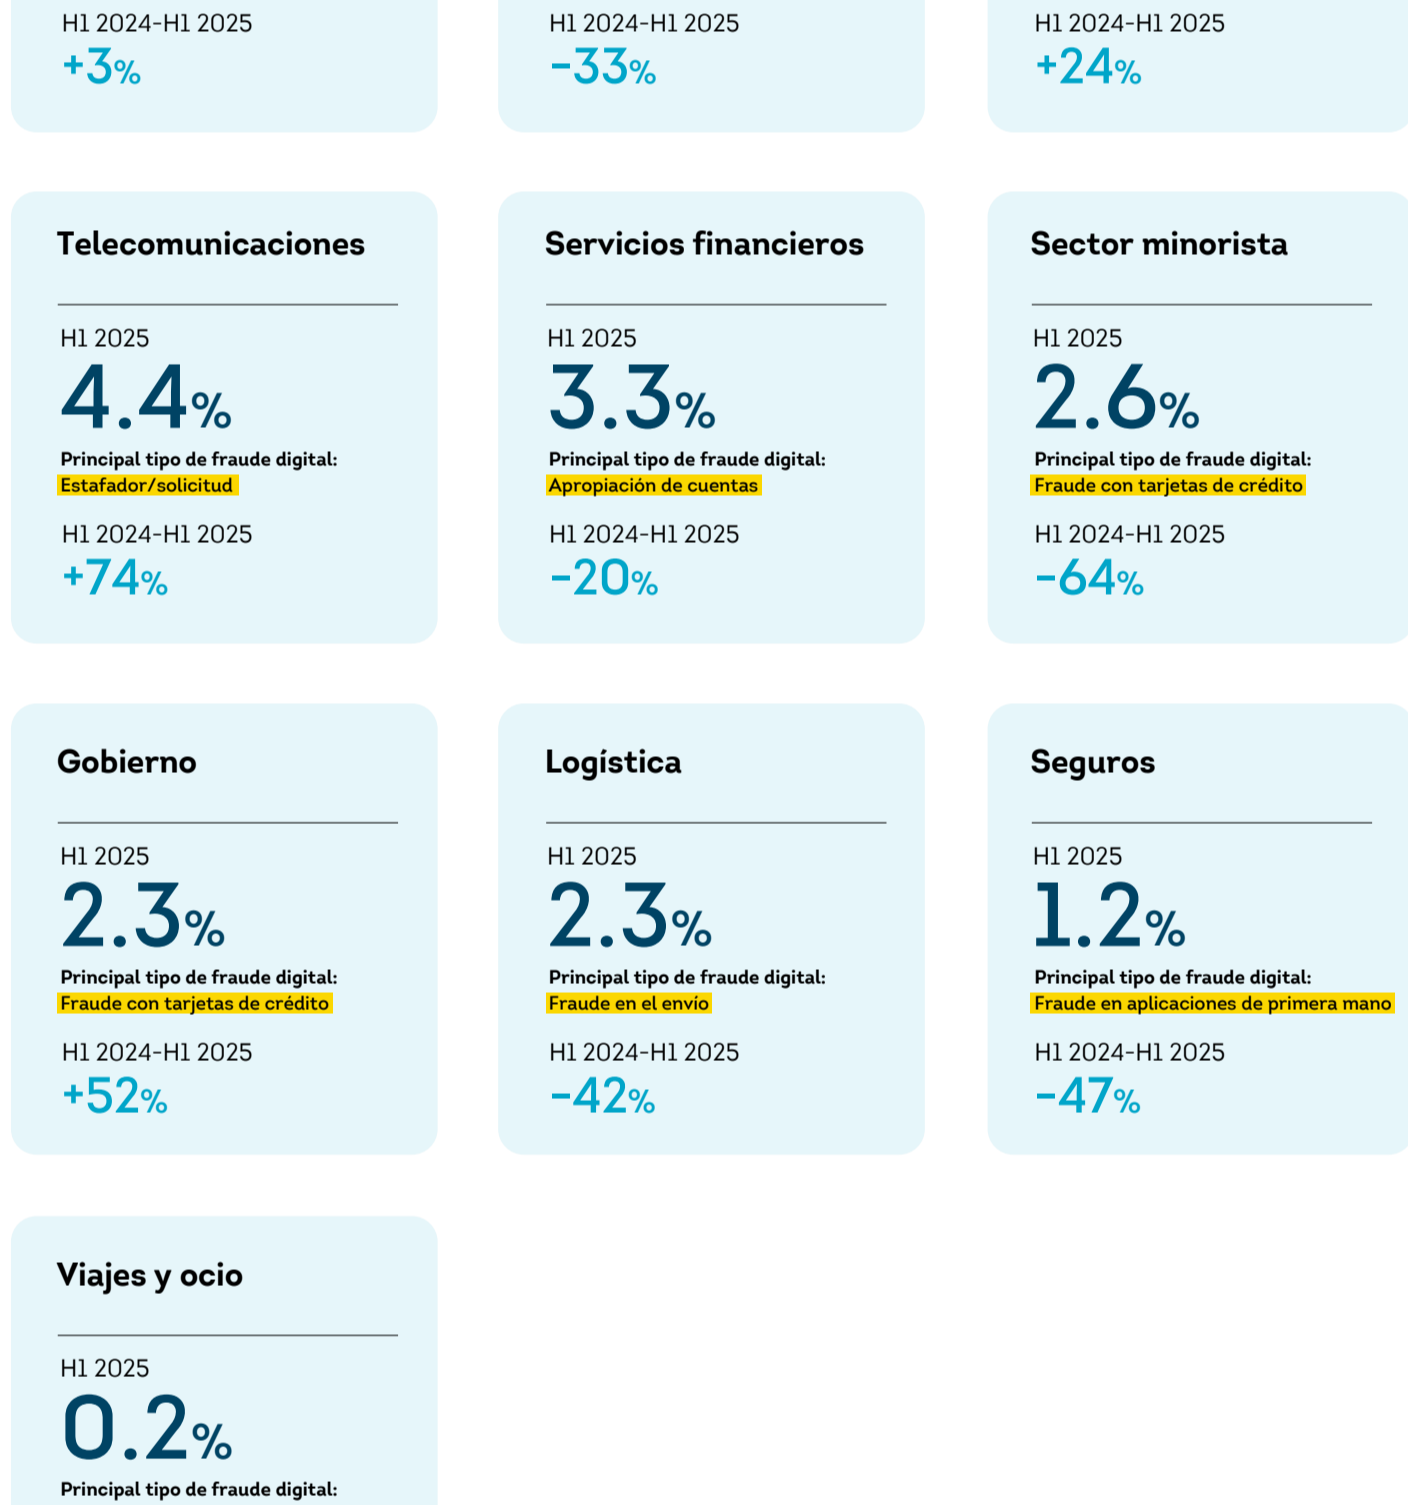 H1 2024-H1 2025
+3%
H1 2024-H1 2025
-33%
H1 2024-H1 2025
+24%
Telecomunicaciones
H1 2025
4.4%
Principal tipo de fraude digital:
Estafador/solicitud
H1 2024-H1 2025
+74%
Servicios financieros
H1 2025
3.3%
Principal tipo de fraude digital:
Apropiación de cuentas
H1 2024-H1 2025
-20%
Sector minorista
H1 2025
2.6%
Principal tipo de fraude digital:
Fraude con tarjetas de crédito
H1 2024-H1 2025
-64%
Gobierno
H1 2025
2.3%
Principal tipo de fraude digital:
Fraude con tarjetas de crédito
H1 2024-H1 2025
+52%
Logística
H1 2025
2.3%
Principal tipo de fraude digital:
Fraude en el envío
H1 2024-H1 2025
-42%
Seguros
H1 2025
1.2%
Principal tipo de fraude digital:
Fraude en aplicaciones de primera mano
H1 2024-H1 2025
-47%
Viajes y ocio
H1 2025
0.2%
Principal tipo de fraude digital: